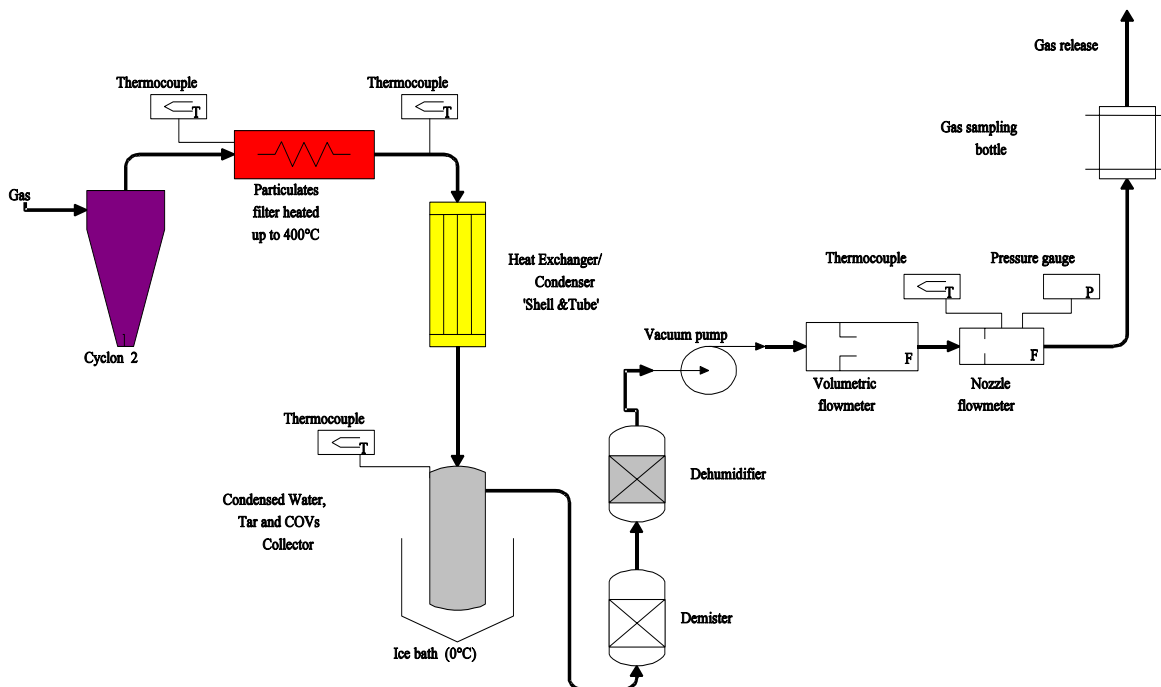 Gas release
Thermocouple
Thermocouple
T
T
Gas sampling
bottle
Gas
Particulates
filter heated
up to 400°C
Heat Exchanger/
Condenser
'Shell &Tube'
Thermocouple
Pressure gauge
T
P
Vacuum pump
Cyclon 2
F
F
Volumetric
flowmeter
Nozzle
flowmeter
Thermocouple
T
Dehumidifier
Condensed Water,
Tar and COVs
Collector
Demister
Ice bath (0°C)